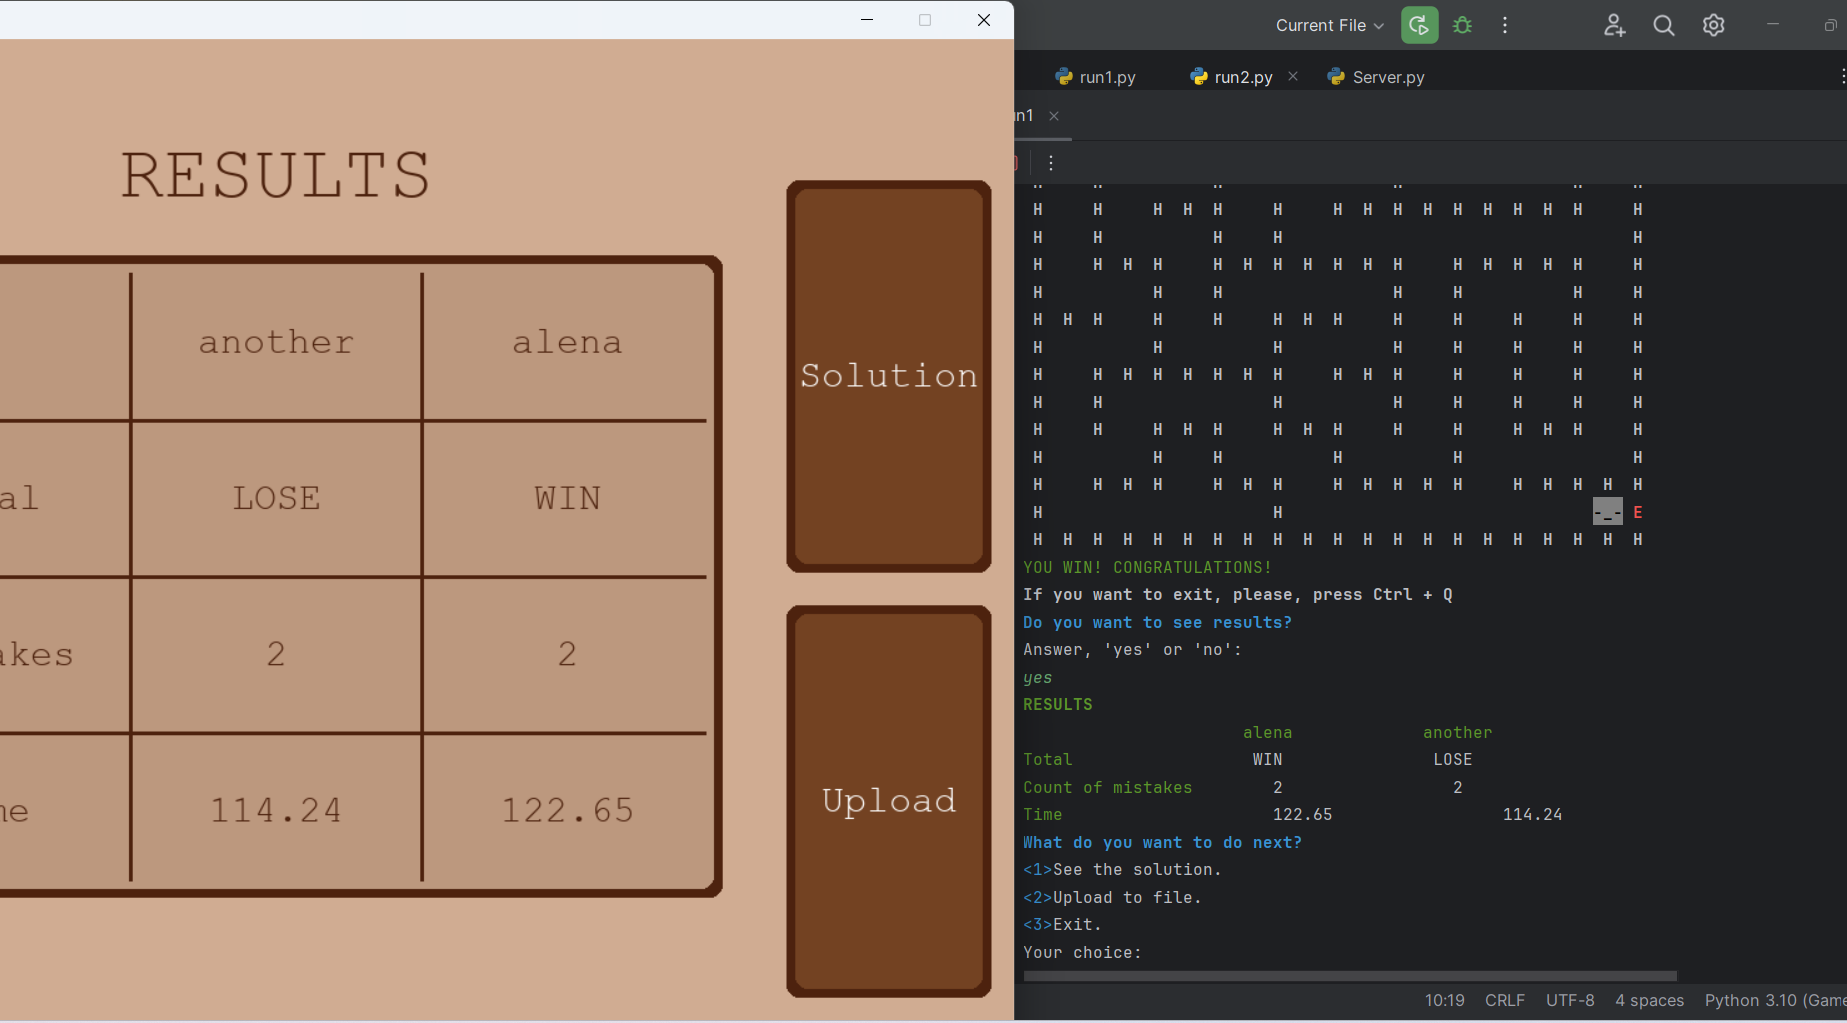 RESULTS
another alena
LOSE WIN
2 2
114.24 122.65
Solution
Upload
Current File
run1.py run2.py Server.py
H H H H H H H H H H H H H H H H
H H H H H
H H H H H H H H H H H H H H H H
H H H H H H H
H H H H H H H H H H H H H
H H H H H H H H
H H H H H H H H H H H H H H H
H H H H H H H H
H H H H H H H H H H H H H H
H H H H H H
H H H H H H H H H H H H H H H H H
H H -_- E
H H H H H H H H H H H H H H H H H H H H H
YOU WIN! CONGRATULATIONS!
If you want to exit, please, press Ctrl + Q
Do you want to see results?
Answer, 'yes' or 'no':
yes
RESULTS
alena another
Total WIN LOSE
Count of mistakes 2 2
Time 122.65 114.24
What do you want to do next?
<1>See the solution.
<2>Upload to file.
<3>Exit.
Your choice:
10:19 CRLF UTF-8 4 spaces Python 3.10 (Game